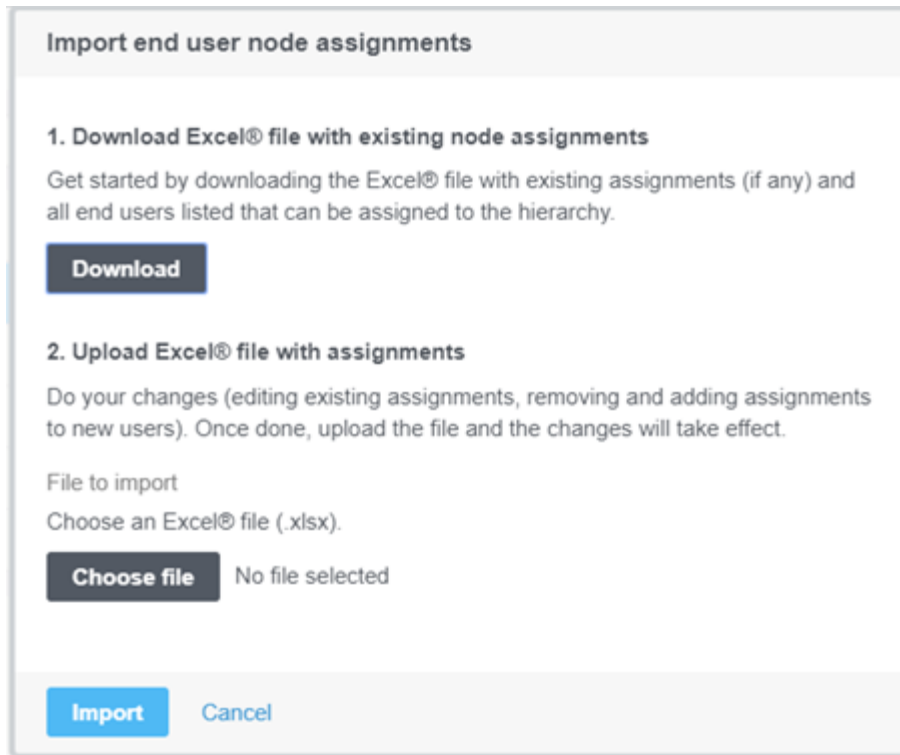 Import end user node assignments
1. Download Excel® file with existing node assignments
Get started by downloading the Excel® file with existing assignments (if any) and
all end users listed that can be assigned to the hierarchy.
Download
2. Upload Excel® file with assignments
Do your changes (editing existing assignments, removing and adding assignments
to new users). Once done, upload the file and the changes will take effect.
File to import
Choose an Excel® file (.xlsx).
Choose file No file selected
Import Cancel